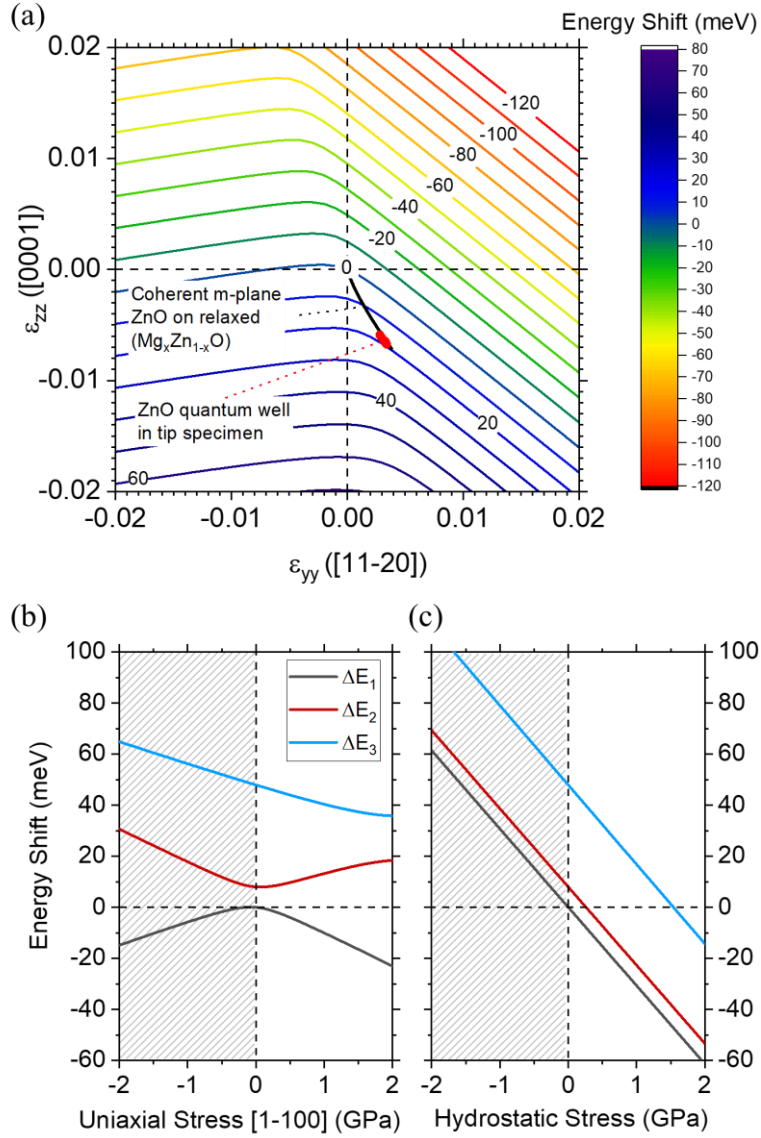 (a)
Energy Shift (meV)
0.02
0.01
0.00
-0.01
-0.02
εzz ([0001])
-120
-100
-80
-60
-40
-20
0
Coherent m-plane
ZnO on relaxed
(MgxZn1-xO)
ZnO quantum well
in tip specimen
40
20
60
-0.02 -0.01 0.00 0.01 0.02
εyy ([11-20])
80
70
60
50
40
30
20
10
0
-10
-20
-30
-40
-50
-60
-70
-80
-90
-100
-110
-120
(b)
(c)
100
80
60
40
20
0
-20
-40
-60
Energy Shift (meV)
ΔE1
ΔE2
ΔE3
-2 -1 0 1 2
Uniaxial Stress [1-100] (GPa)
100
80
60
40
20
0
-20
-40
-60
-2 -1 0 1 2
Hydrostatic Stress (GPa)